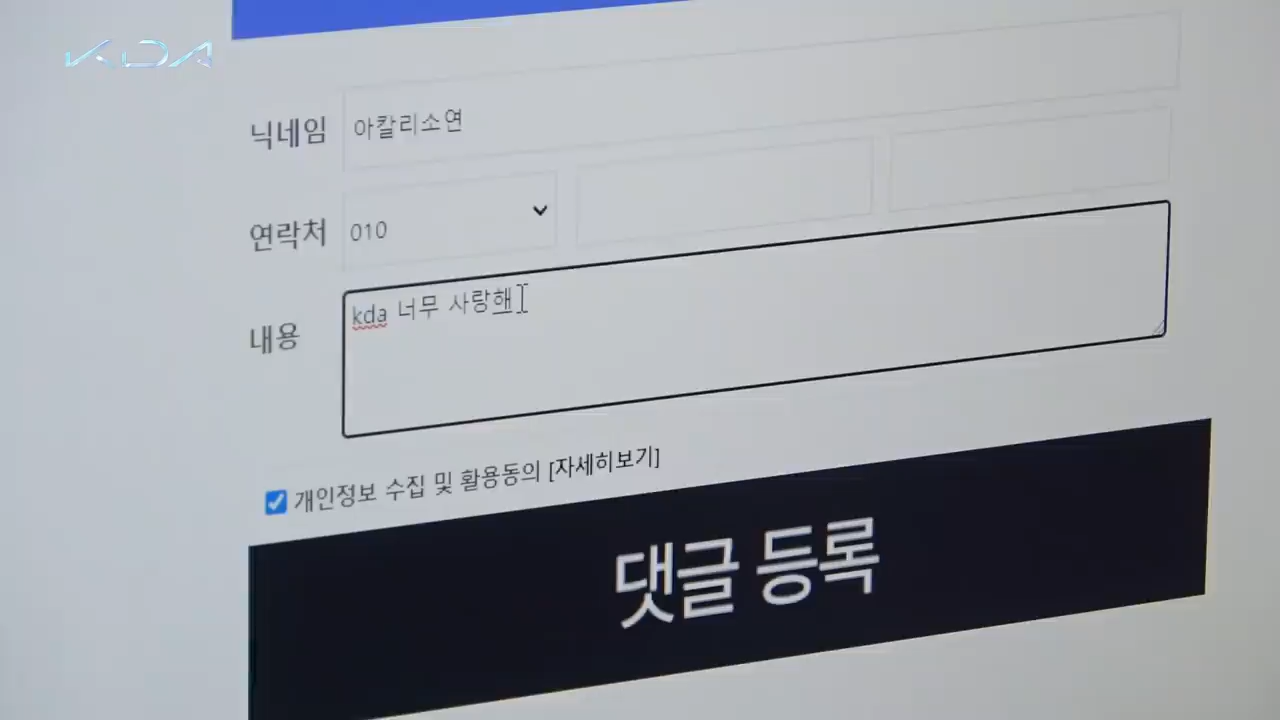 KDA
닉네임 아칼리소연
연락처 010
내용 kda 너무 사랑해
개인정보 수집 및 활용동의 [자세히보기]
댓글 등록